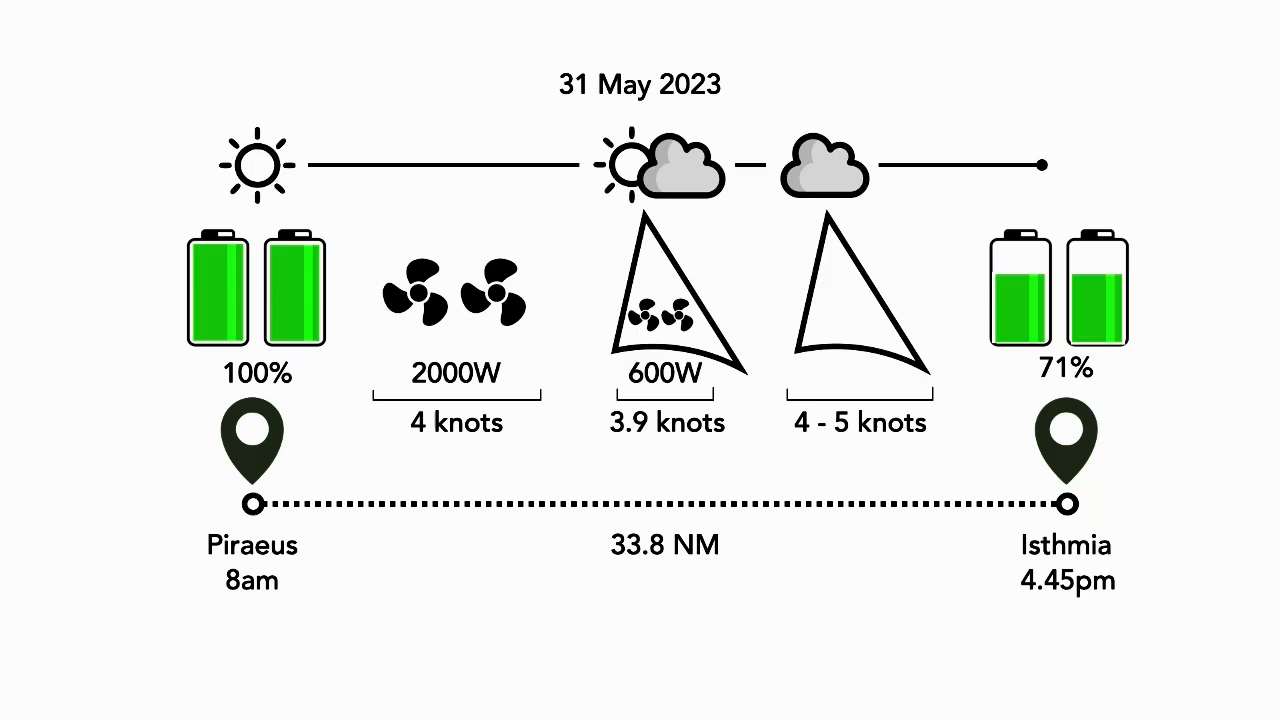 31 May 2023
100%
2000W
600W
71%
4 knots
3.9 knots
4 - 5 knots
Piraeus
33.8 NM
Isthmia
8am
4.45pm